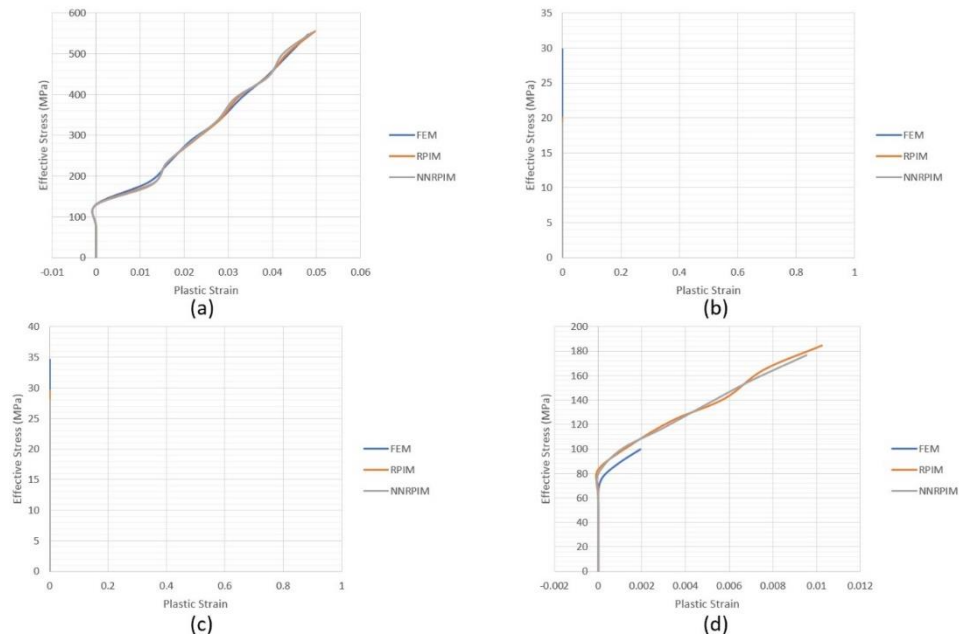 600
500
400
300
200
100
0
Effective Stress (MPa)
-0.01 0 0.01 0.02 0.03 0.04 0.05 0.06
Plastic Strain
FEM
RPIM
NNRPIM
(a)
35
30
25
20
15
10
5
0
Effective Stress (MPa)
0 0.2 0.4 0.6 0.8 1
Plastic Strain
FEM
RPIM
NNRPIM
(b)
40
35
30
25
20
15
10
5
0
Effective Stress (MPa)
0 0.2 0.4 0.6 0.8 1
Plastic Strain
FEM
RPIM
NNRPIM
(c)
200
180
160
140
120
100
80
60
40
20
0
Effective Stress (MPa)
-0.002 0 0.002 0.004 0.006 0.008 0.01 0.012
Plastic Strain
FEM
RPIM
NNRPIM
(d)